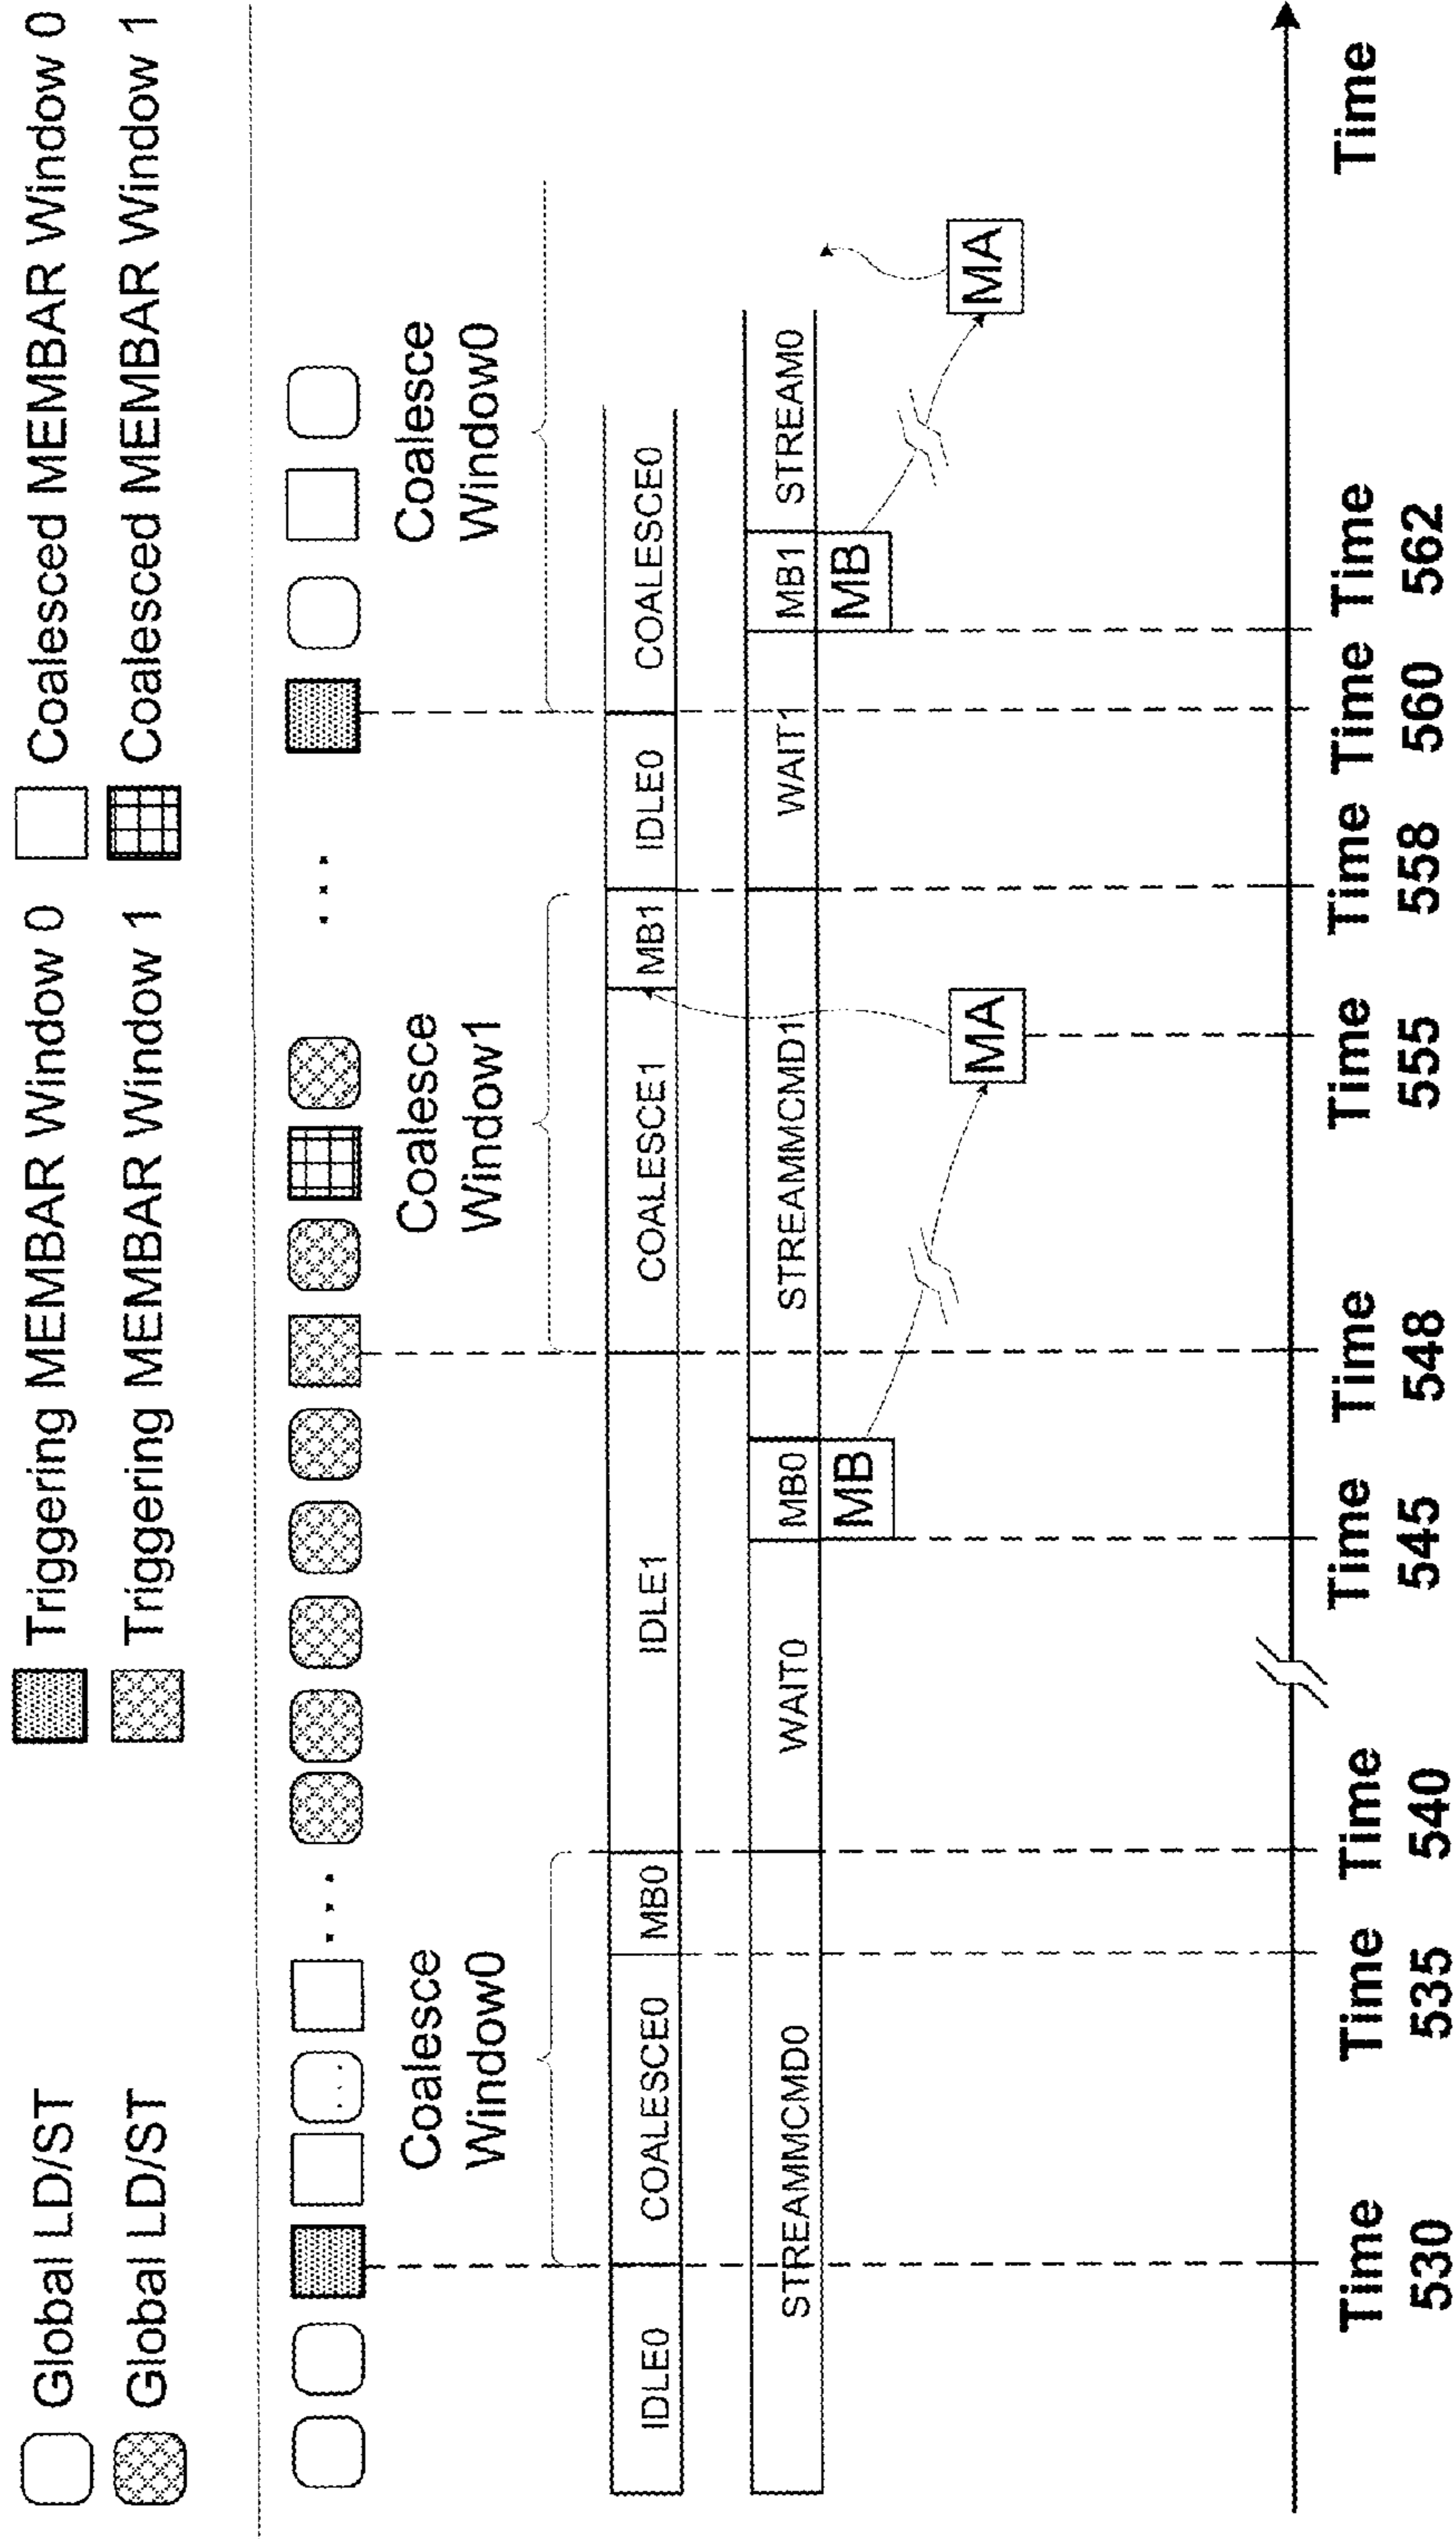 Global LD/ST
Triggering MEMBAR Window 0
Coalesced MEMBAR Window 0
Global LD/ST
Triggering MEMBAR Window 1
Coalesced MEMBAR Window 1
Coalesce
Window0
Coalesce
Window1
Coalesce
Window0
IDLE0
COALESCE0
MB0
IDLE1
COALESCE1
MB1
IDLE0
COALESCE0
STREAMMCMD0
WAIT0
MB0
STREAMMCMD1
WAIT1
MB1
STREAM0
MB
MB
MA
MA
Time
530
Time
535
Time
540
Time
545
Time
548
Time
555
Time
558
Time
560
Time
562
Time